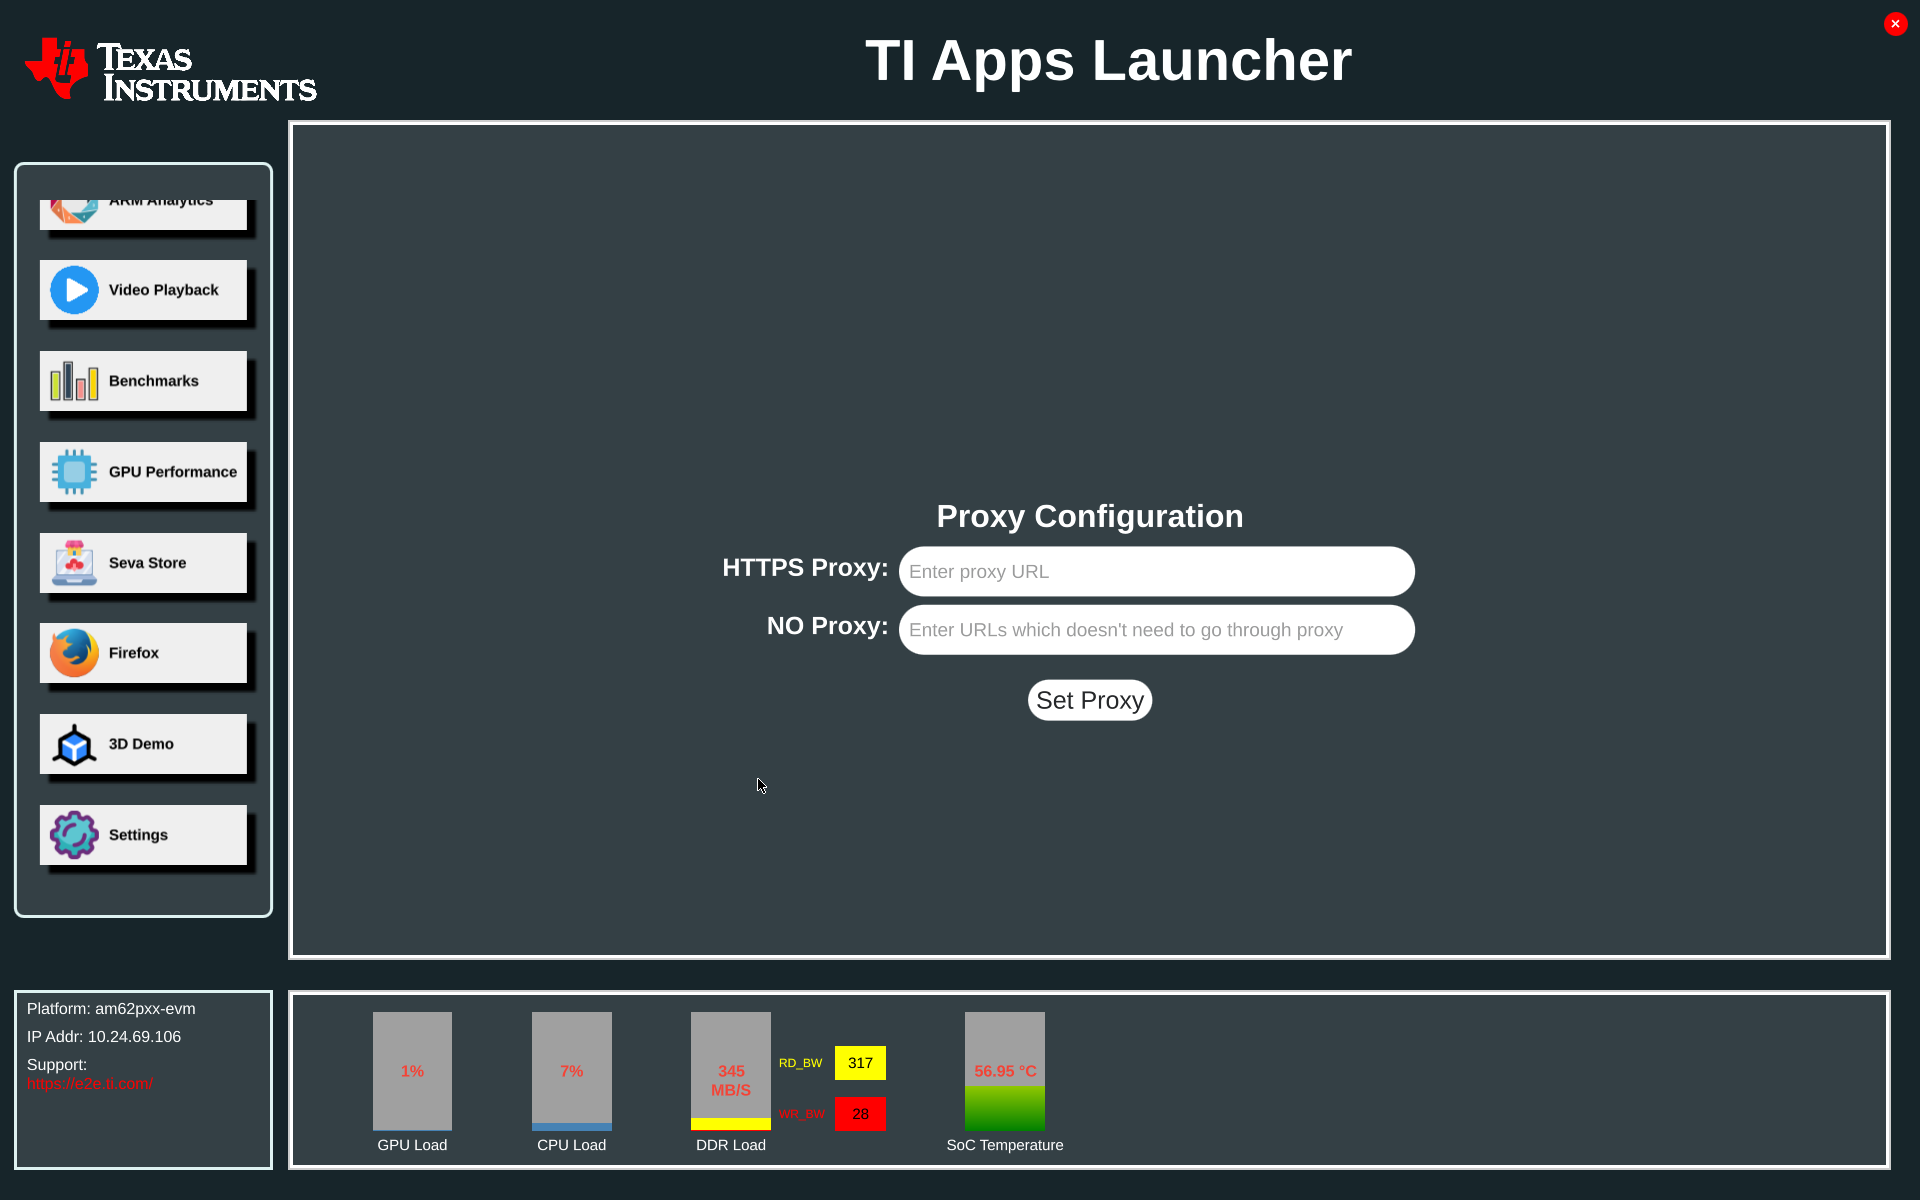 TEXAS
INSTRUMENTS
TI Apps Launcher
ARM Analytics
Video Playback
Benchmarks
GPU Performance
Seva Store
Firefox
3D Demo
Settings
Proxy Configuration
HTTPS Proxy: Enter proxy URL
NO Proxy: Enter URLs which doesn't need to go through proxy
Set Proxy
Platform: am62pxx-evm
IP Addr: 10.24.69.106
Support:
https://e2e.ti.com/
1%
GPU Load
7%
CPU Load
345
MB/S
DDR Load
RD_BW 317
WR_BW 28
56.95 °C
SoC Temperature